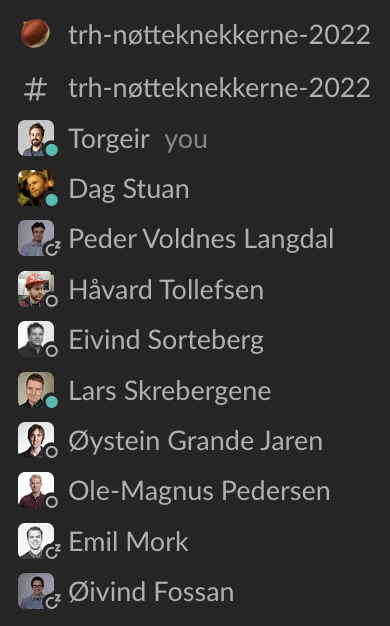 trh-nøtteknekkerne-2022
# trh-nøtteknekkerne-2022
Torgeir you
Dag Stuan
Peder Voldnes Langdal
Håvard Tollefsen
Eivind Sorteberg
Lars Skrebergene
Øystein Grande Jaren
Ole-Magnus Pedersen
Emil Mork
Øivind Fossan